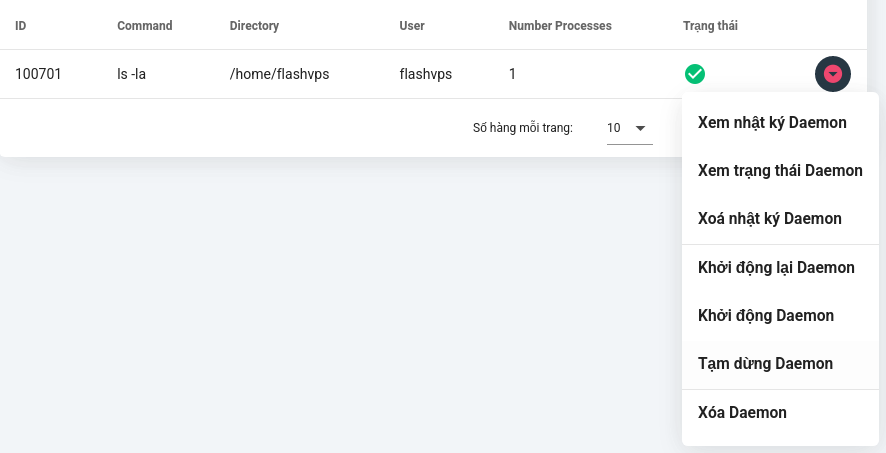 ID Command Directory User Number Processes Trạng thái
100701 ls -la /home/flashvps flashvps 1
Số hàng mỗi trang: 10
Xem nhật ký Daemon
Xem trạng thái Daemon
Xoá nhật ký Daemon
Khởi động lại Daemon
Khởi động Daemon
Tạm dừng Daemon
Xóa Daemon